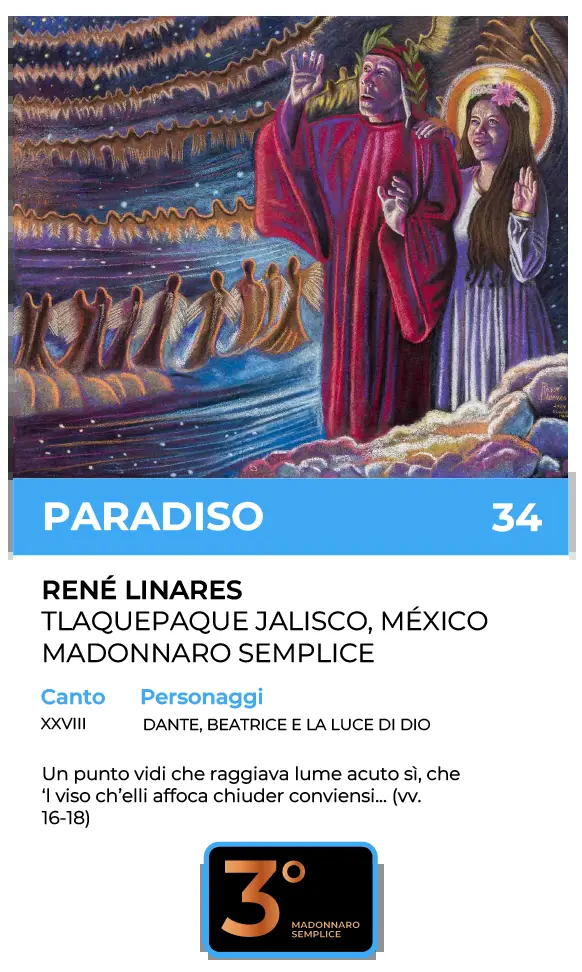 PARADISO 34
RENÉ LINARES
TLAQUEPAQUE JALISCO, MÉXICO
MADONNARO SEMPLICE
Canto Personaggi
XXVIII DANTE, BEATRICE E LA LUCE DI DIO
Un punto vidi che raggiava lume acuto sì, che
‘l viso ch’elli affoca chiuder conviensi... (vv.
16-18)
3°
MADONNARO
SEMPLICE